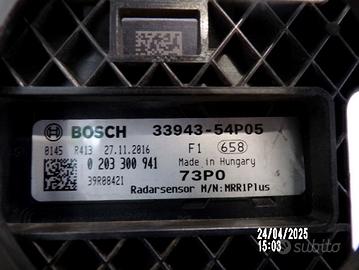 BOSCH 33943-54P05
0145 R413 27.11.2016 F1 658
0 203 300 941 Made in Hungary
39R00421 73P0
Radarsensor M/N:MRR1Plus
24/04/2025
15:03 subito